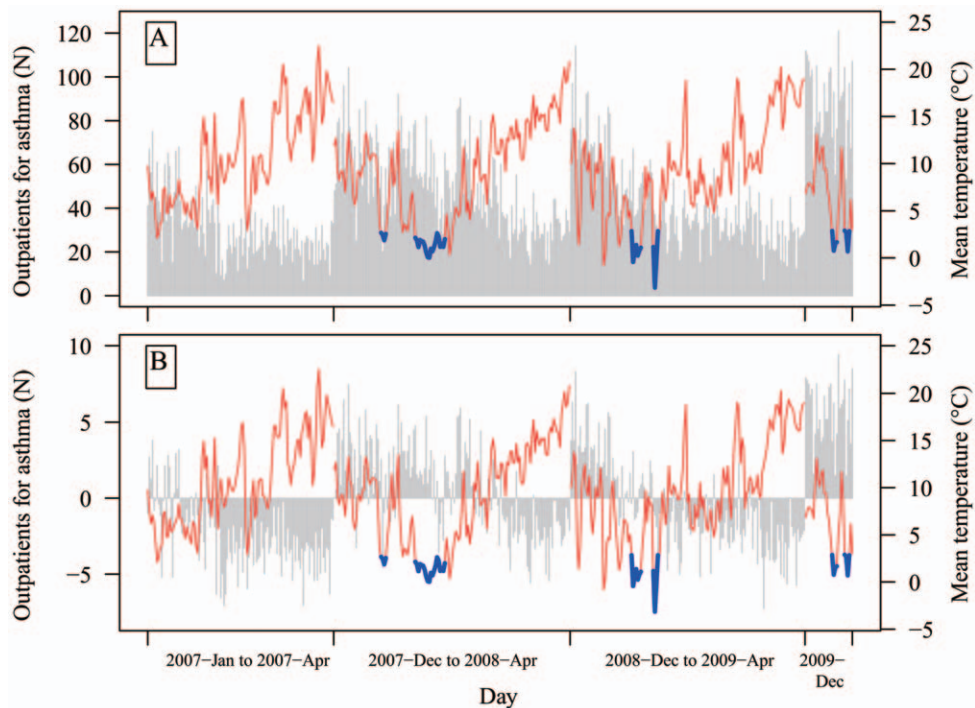 A
Outpatients for asthma (N)
120
100
80
60
40
20
0
25
20
15
10
5
0
−5
Mean temperature (°C)
B
Outpatients for asthma (N)
10
5
0
−5
25
20
15
10
5
0
−5
Mean temperature (°C)
2007−Jan to 2007−Apr
2007−Dec to 2008−Apr
2008−Dec to 2009−Apr
2009−
Dec
Day